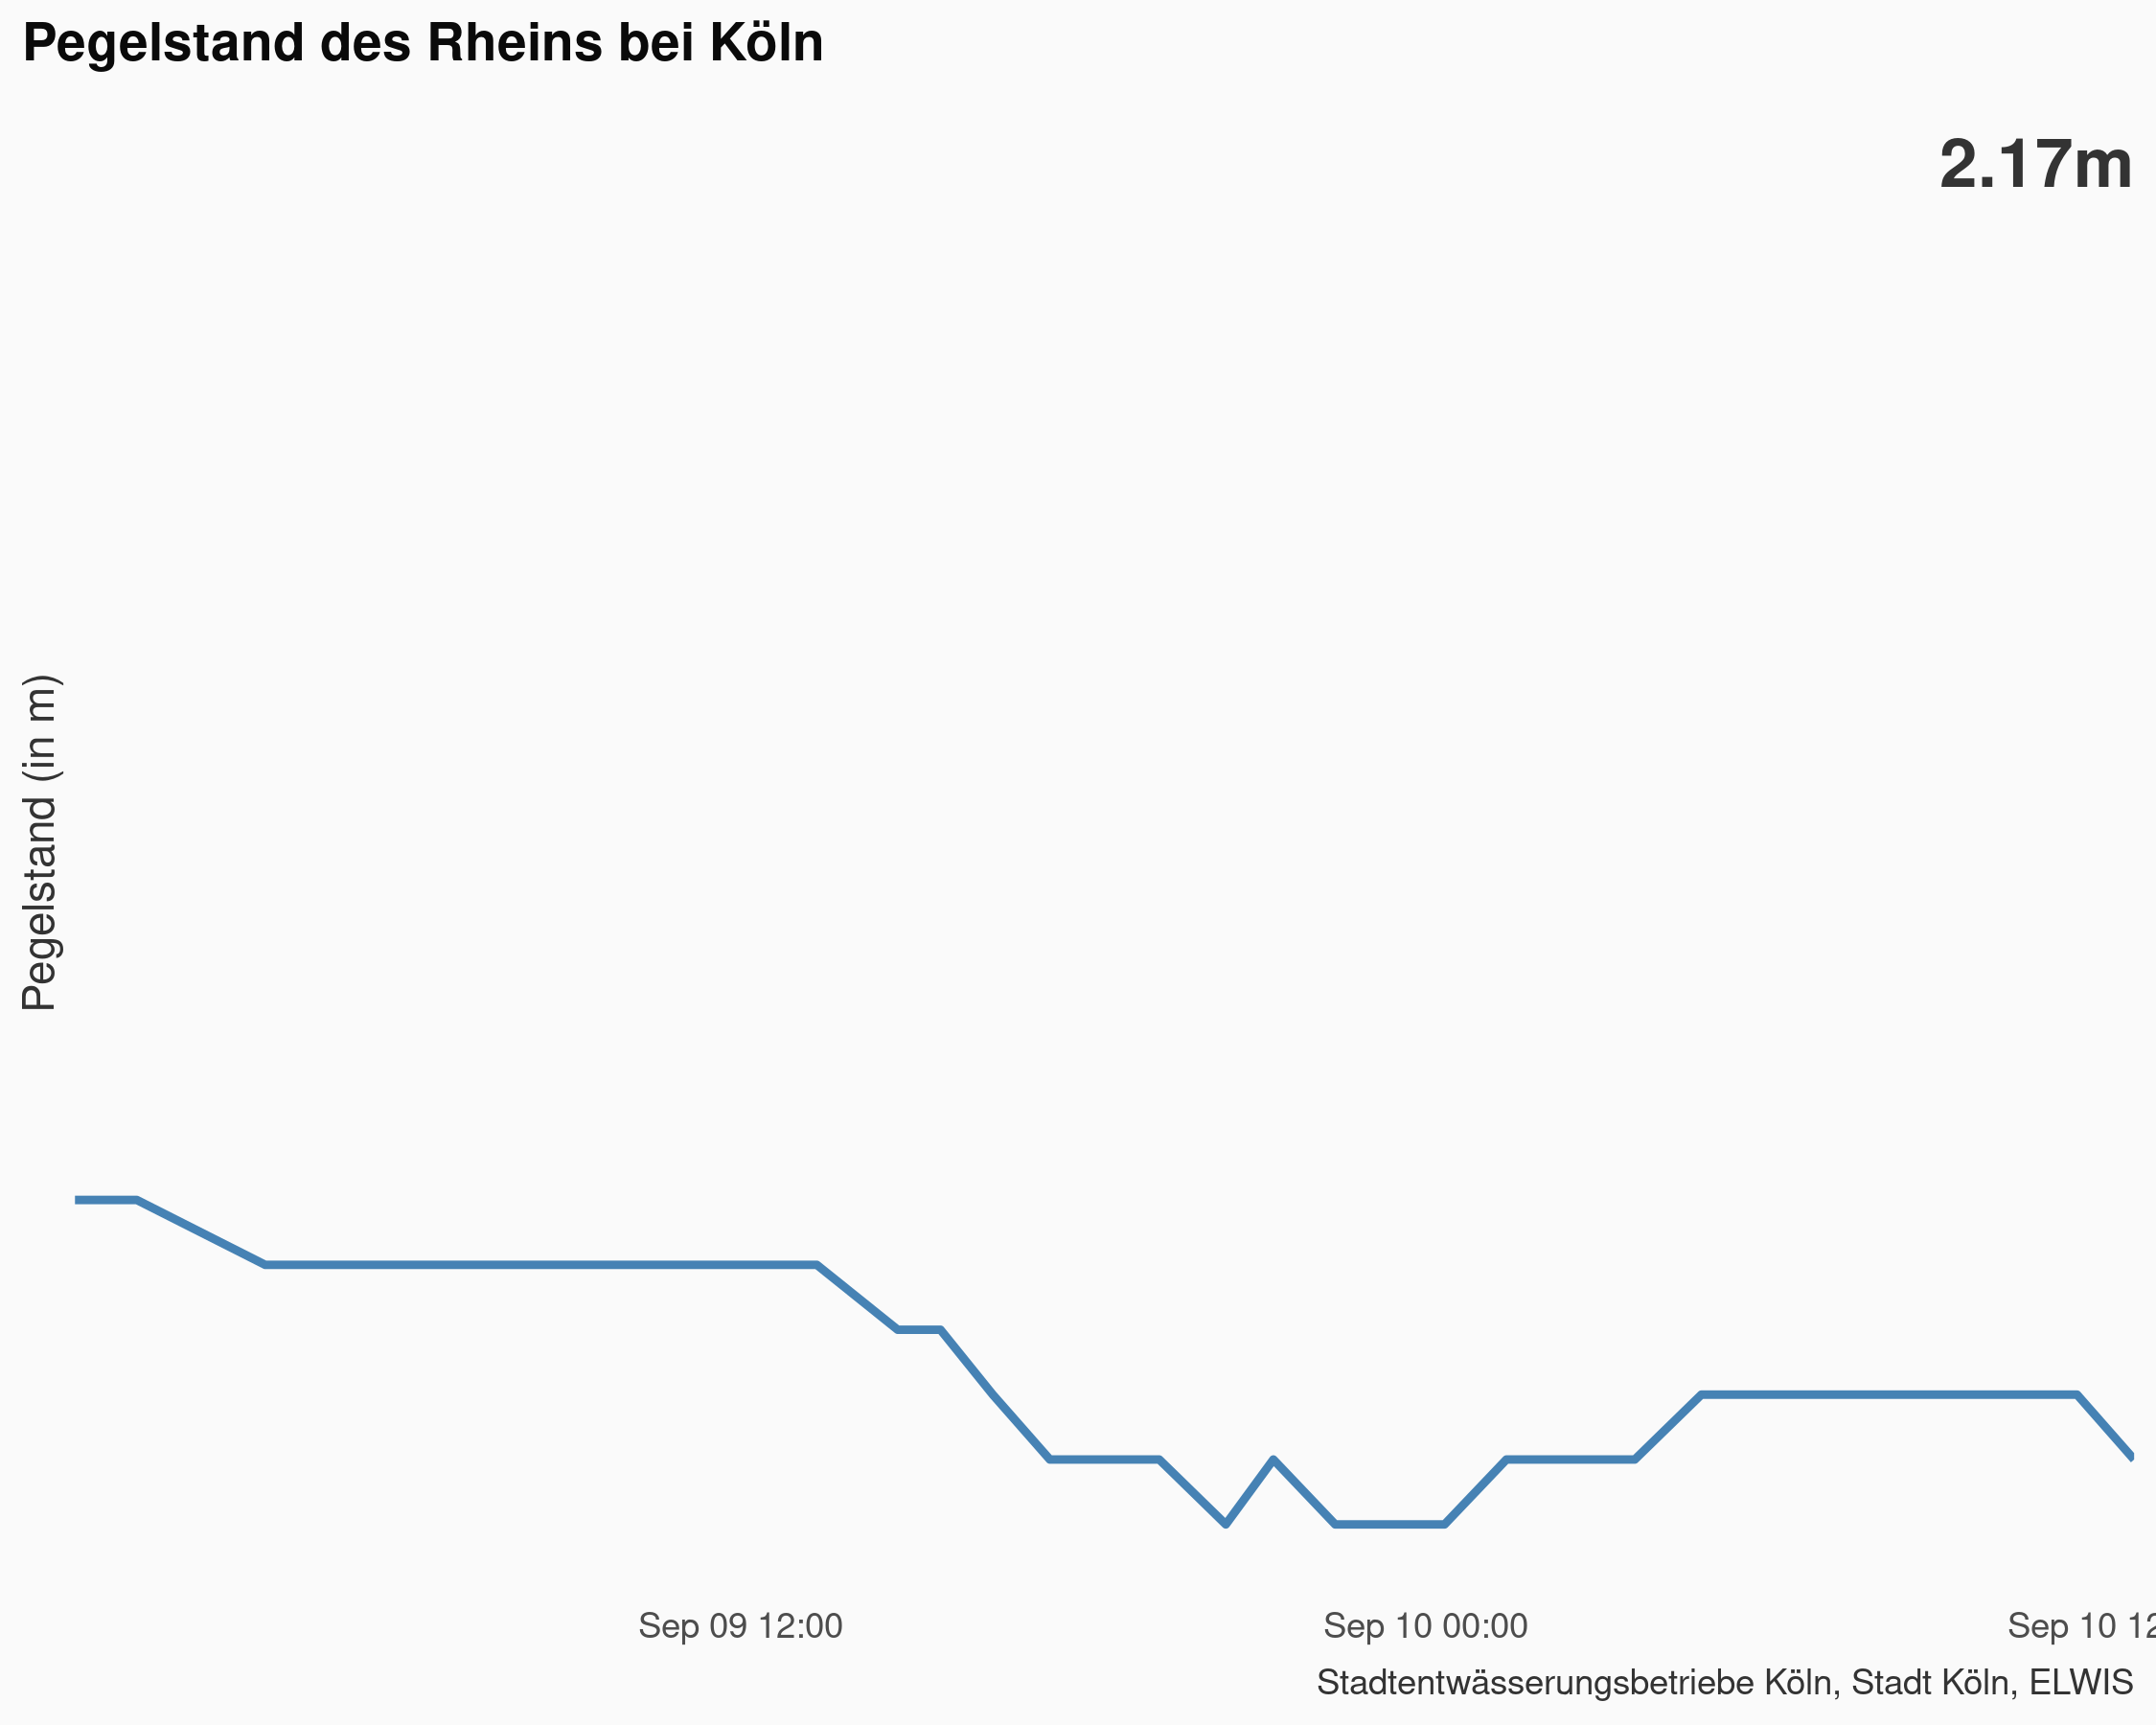 Pegelstand des Rheins bei Köln
2.17m
Pegelstand (in m)
Sep 09 12:00
Sep 10 00:00
Sep 10 12
Stadtentwässerungsbetriebe Köln, Stadt Köln, ELWIS